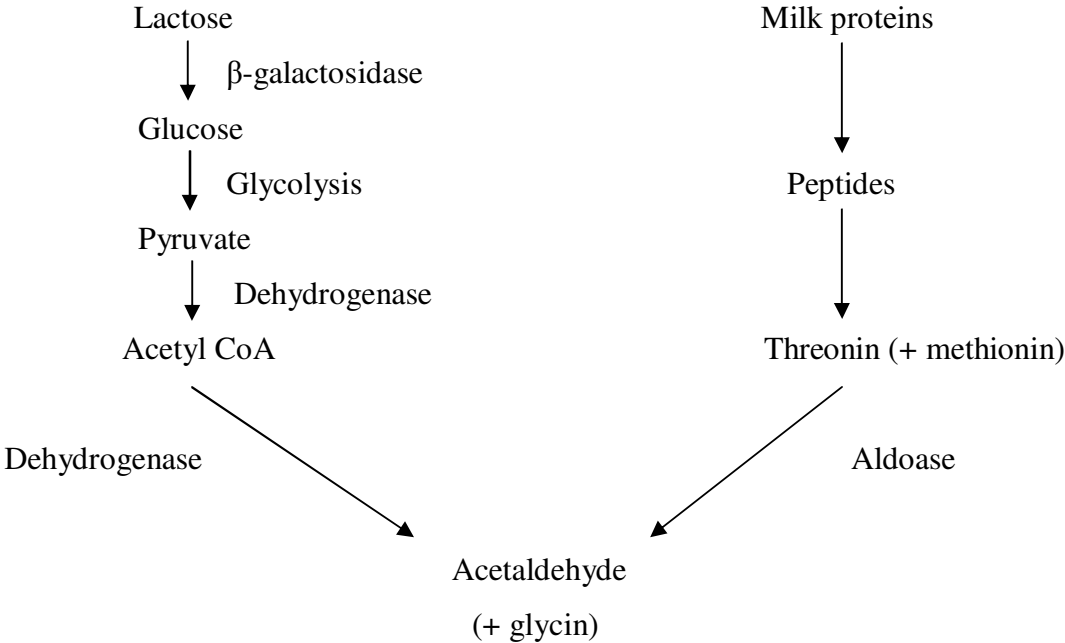 Lactose
β-galactosidase
Glucose
Glycolysis
Pyruvate
Dehydrogenase
Acetyl CoA
Dehydrogenase
Milk proteins
Peptides
Threonin (+ methionin)
Aldoase
Acetaldehyde
(+ glycin)